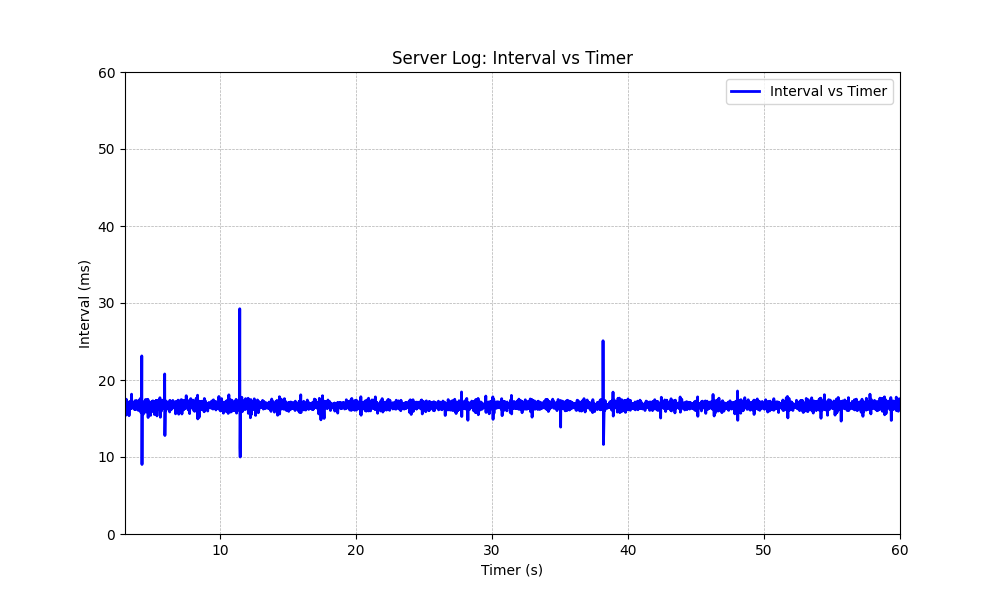 Server Log: Interval vs Timer
Interval vs Timer
60
50
40
30
20
10
0
Interval (ms)
10 20 30 40 50 60
Timer (s)